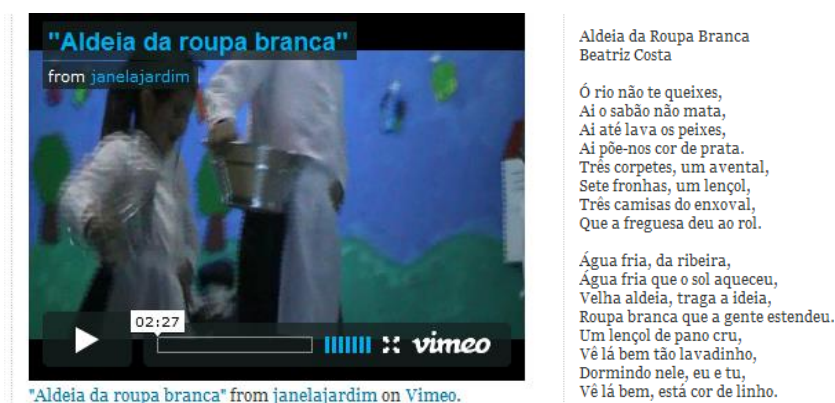 "Aldeia da roupa branca"
from janelajardim
02:27
vimeo
"Aldeia da roupa branca" from janelajardim on Vimeo.
Aldeia da Roupa Branca
Beatriz Costa
Ó rio não te queixes,
Ai o sabão não mata,
Ai até lava os peixes,
Ai põe-nos cor de prata.
Três corpetes, um avental,
Sete fronhas, um lençol,
Três camisas do enxoval,
Que a freguesa deu ao rol.
Água fria, da ribeira,
Água fria que o sol aqueceu,
Velha aldeia, traga a ideia,
Roupa branca que a gente estendeu.
Um lençol de pano cru,
Vê lá bem tão lavadinho,
Dormindo nele, eu e tu,
Vê lá bem, está cor de linho.